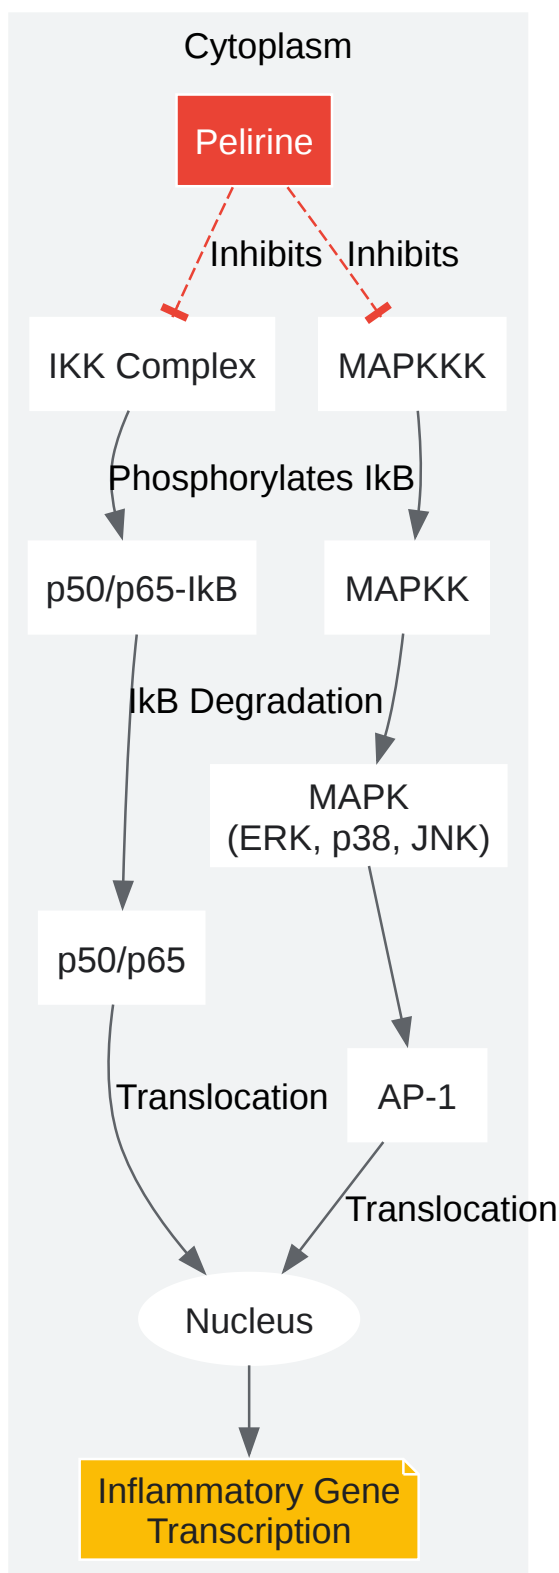 Cytoplasm
Pelirine
Inhibits
Inhibits
IKK Complex
MAPKKK
Phosphorylates IkB
p50/p65-IkB
MAPKK
IkB Degradation
MAPK
(ERK, p38, JNK)
p50/p65
AP-1
Translocation
Translocation
Nucleus
Inflammatory Gene
Transcription